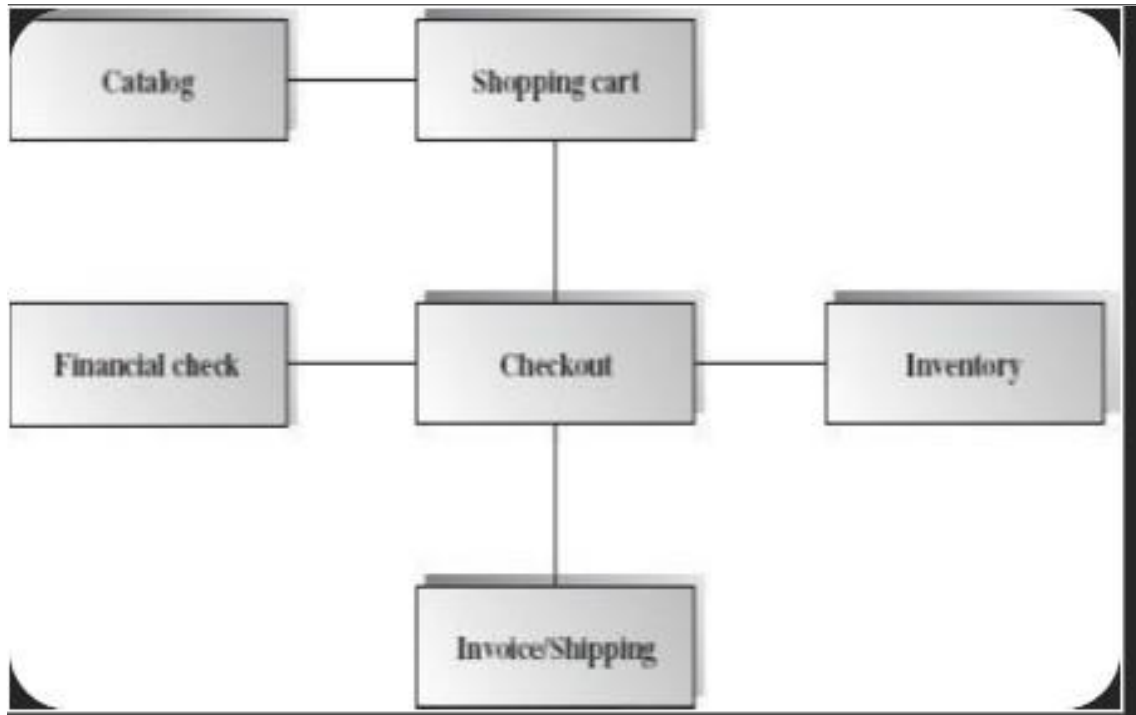 Catalog
Shopping cart
Financial check
Checkout
Inventory
Invoice/Shipping